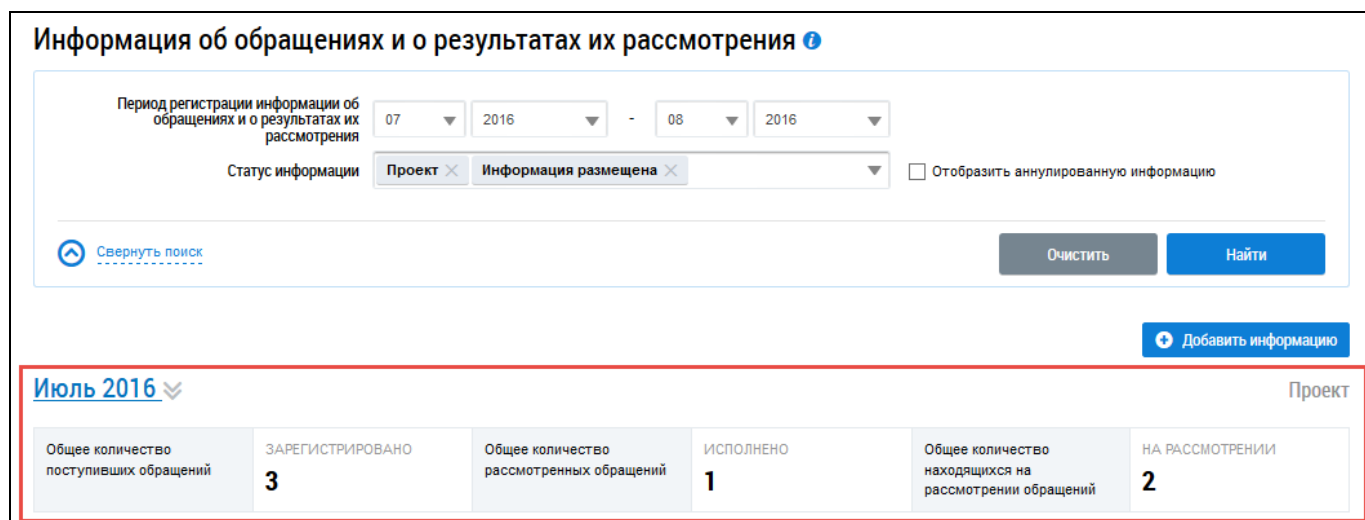 Информация об обращениях и о результатах их рассмотрения
Период регистрации информации об
обращениях и о результатах их
рассмотрения
07 2016 - 08 2016
Статус информации Проект Информация размещена Отобразить аннулированную информацию
Свернуть поиск Очистить Найти
Добавить информацию
Июль 2016 Проект
Общее количество
поступивших обращений
ЗАРЕГИСТРИРОВАНО
3
Общее количество
рассмотренных обращений
ИСПОЛНЕНО
1
Общее количество
находящихся на
рассмотрении обращений
НА РАССМОТРЕНИИ
2